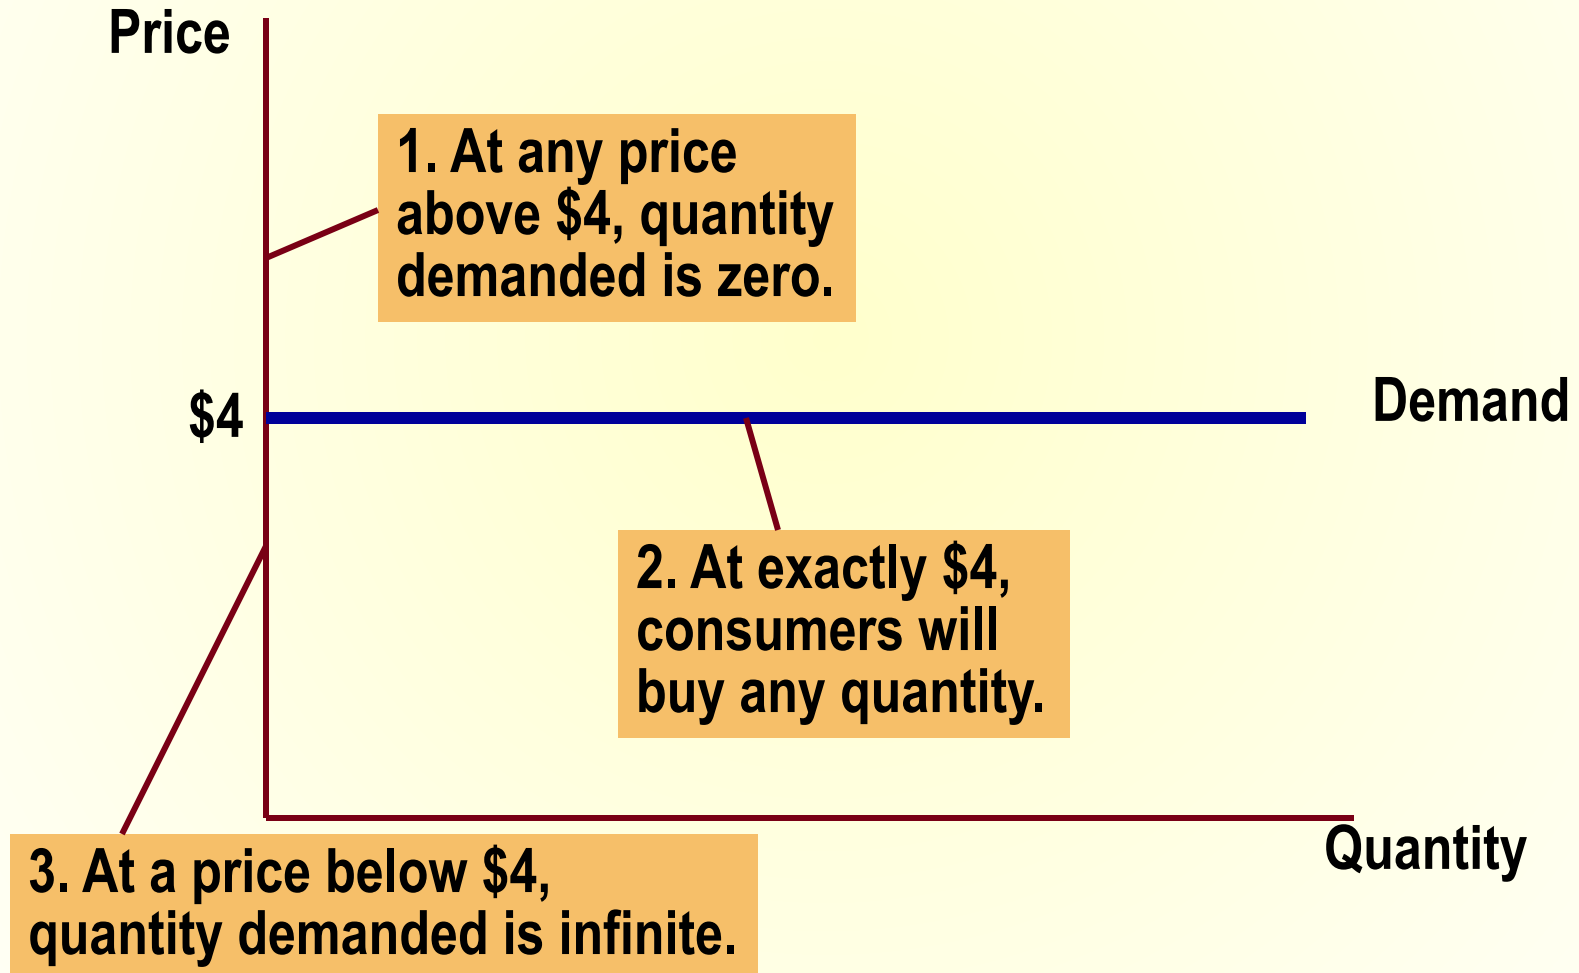 Price
1. At any price
above $4, quantity
demanded is zero.
$4
Demand
2. At exactly $4,
consumers will
buy any quantity.
Quantity
3. At a price below $4,
quantity demanded is infinite.